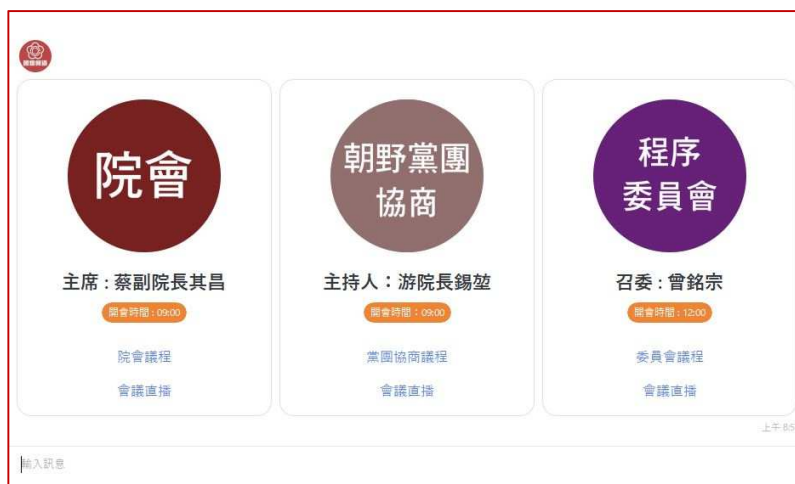 院會
主席 : 蔡副院長其昌
開會時間 : 09:00
院會議程
會議直播
朝野黨團
協商
主持人：游院長錫堃
開會時間：09:00
黨團協商議程
會議直播
程序
委員會
召委 : 曾銘宗
開會時間 : 12:00
委員會議程
會議直播
上午 8:5
輸入訊息